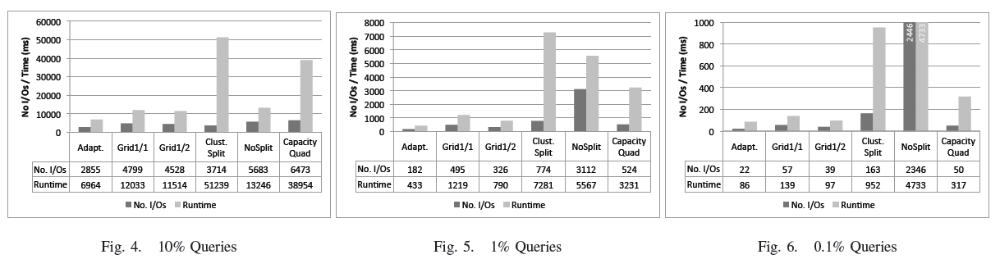 60000
50000
40000
30000
20000
10000
0
No I/Os / Time (ms)
Adapt. Grid1/1 Grid1/2 Clust. Split NoSplit Capacity Quad
No. I/Os 2855 4799 4528 3714 5683 6473
Runtime 6964 12033 11514 51239 13246 38954
No. I/Os Runtime
Fig. 4. 10% Queries
8000
7000
6000
5000
4000
3000
2000
1000
0
No I/Os / Time (ms)
Adapt. Grid1/1 Grid1/2 Clust. Split NoSplit Capacity Quad
No. I/Os 182 495 326 774 3112 524
Runtime 433 1219 790 7281 5567 3231
No. I/Os Runtime
Fig. 5. 1% Queries
1000
800
600
400
200
0
No I/Os / Time (ms)
2446
4733
Adapt. Grid1/1 Grid1/2 Clust. Split NoSplit Capacity Quad
No. I/Os 22 57 39 163 2346 50
Runtime 86 139 97 952 4733 317
No. I/Os Runtime
Fig. 6. 0.1% Queries